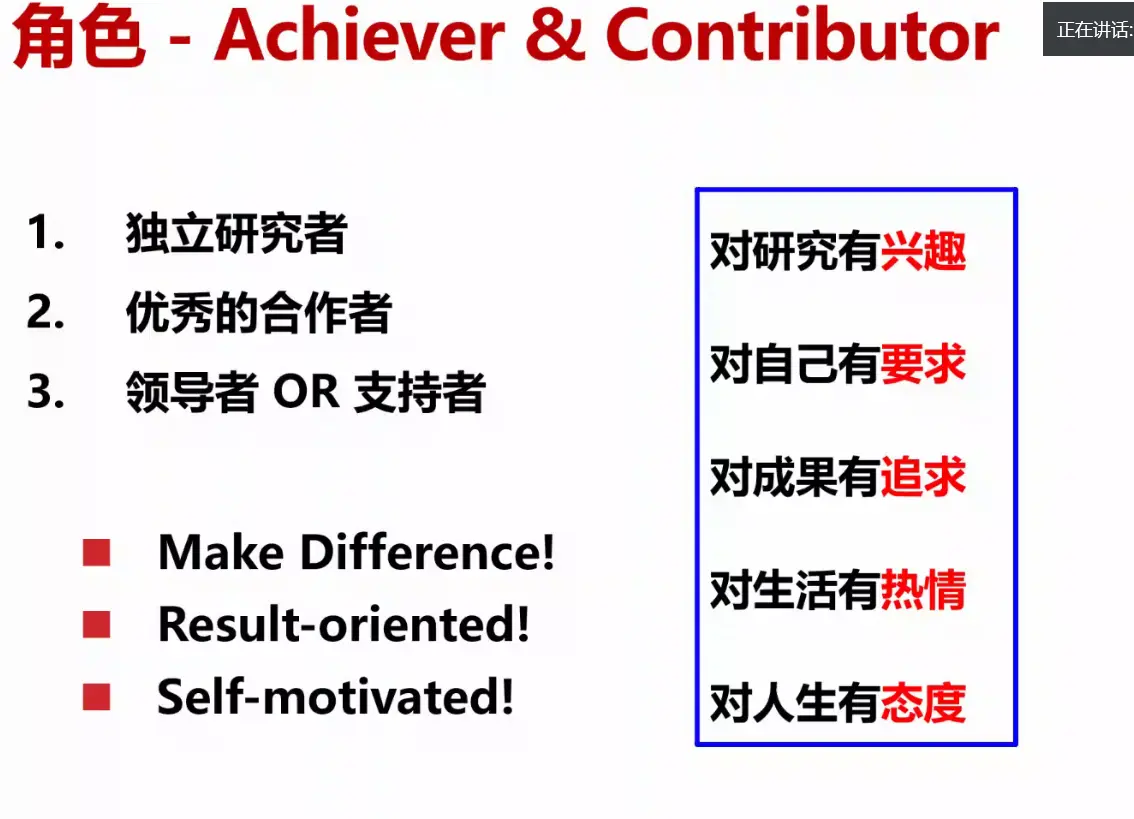 角色 - Achiever & Contributor
正在讲话:
1. 独立研究者
2. 优秀的合作者
3. 领导者 OR 支持者
Make Difference!
Result-oriented!
Self-motivated!
对研究有兴趣
对自己有要求
对成果有追求
对生活有热情
对人生有态度